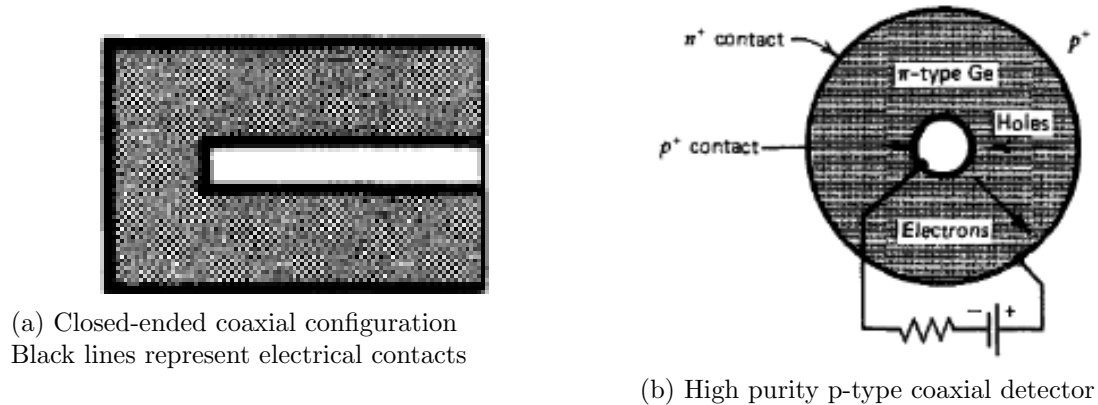 (a) Closed-ended coaxial configuration
Black lines represent electrical contacts
n⁺ contact
p⁺
π-type Ge
Holes
p⁺ contact
Electrons
− +
(b) High purity p-type coaxial detector